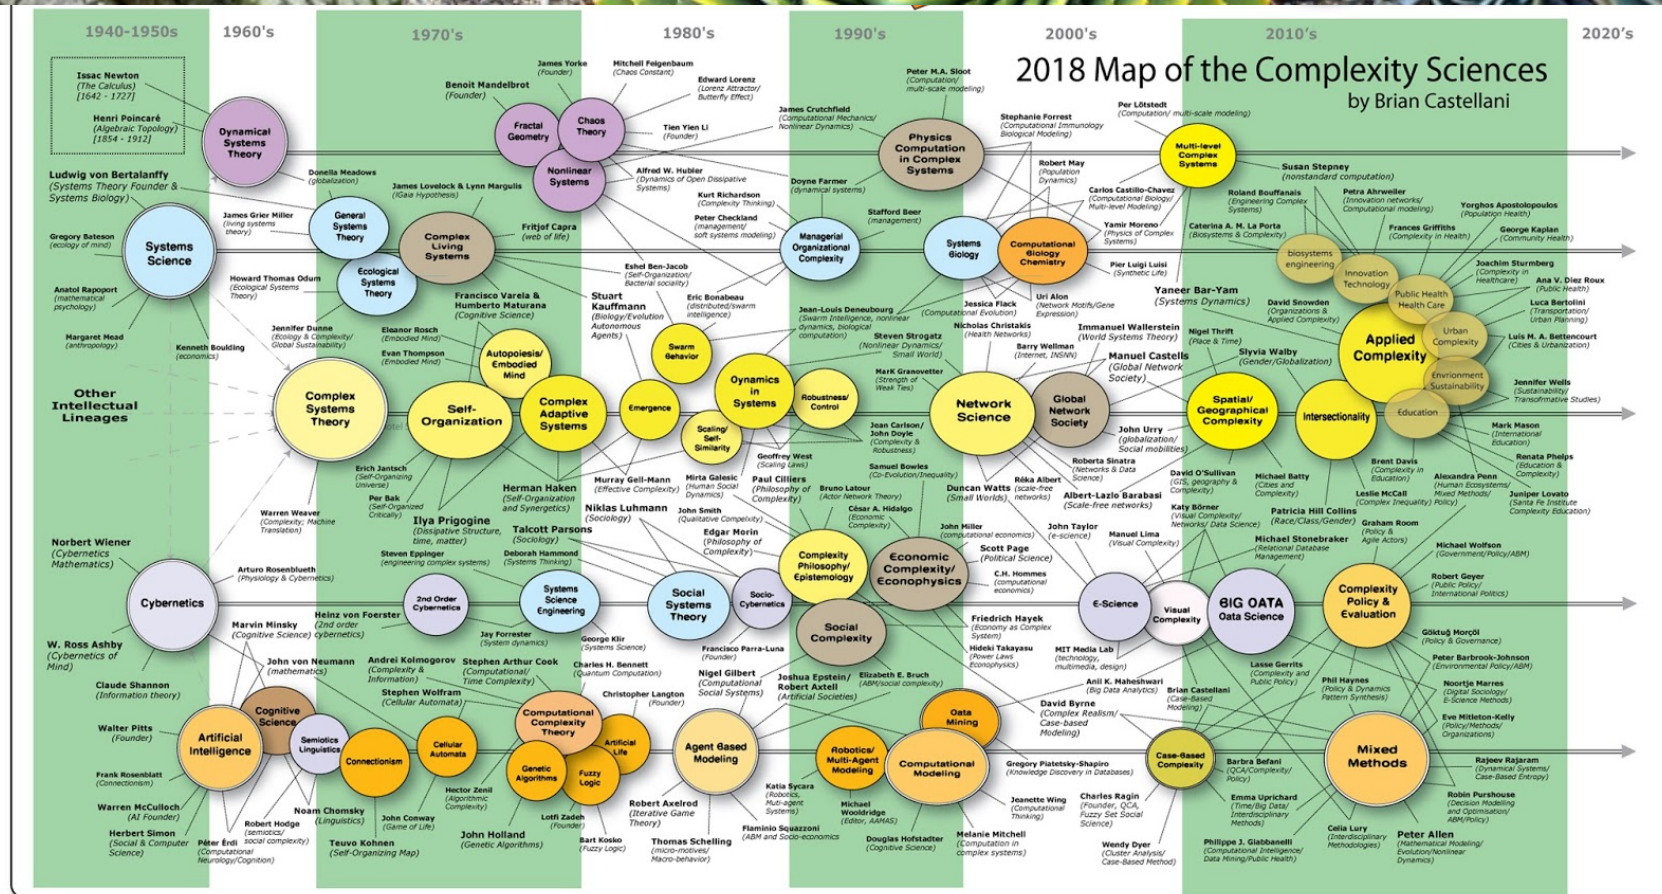 1940-1950s
1960's
1970's
1980's
1990's
2000's
2010's
2020's
2018 Map of the Complexity Sciences
by Brian Castellani
Issac Newton
(The Calculus)
[1642 - 1727]
Henri Poincaré
(Algebraic Topology)
[1854 - 1912]
Dynamical
Systems
Theory
Benoit Mandelbrot
(Founder)
James Yorke
(Founder)
Mitchell Feigenbaum
(Chaos Constant)
Edward Lorenz
(Lorenz Attractor/
Butterfly Effect)
Tien Yien Li
(Founder)
Fractal
Geometry
Chaos
Theory
Nonlinear
Systems
Alfred W. Hubler
(Dynamics of Open Dissipative
Systems)
James Crutchfield
(Computational Mechanics/
Nonlinear Dynamics)
Peter M.A. Sloot
(Computation/
multi-scale modeling)
Physics
Computation
in Complex
Systems
Doyne Farmer
(dynamical systems)
Stephanie Forrest
(Computational Immunology
Biological Modeling)
Robert May
(Population
Dynamics)
Per Lötstedt
(Computation/ multi-scale modeling)
Multi-level
Complex
Systems
Carlos Castillo-Chavez
(Computational Biology/
Multi-level modeling)
Yamir Moreno
(Physics of Complex
Systems)
Susan Stepney
(nonstandard computation)
Ludwig von Bertalanffy
(Systems Theory Founder &
Systems Biology)
Gregory Bateson
(ecology of mind)
Systems
Science
Anatol Rapoport
(mathematical
psychology)
Margaret Mead
(anthropology)
Kenneth Boulding
(economics)
Donella Meadows
(globalization)
James Grier Miller
(living systems
theory)
General
Systems
Theory
James Lovelock & Lynn Margulis
(iGaia Hypothesis)
Complex
Living
Systems
Fritjof Capra
(web of life)
Howard Thomas Odum
(Ecological Systems
Theory)
Ecological
Systems
Theory
Kurt Richardson
(Complexity Thinking)
Peter Checkland
(management/
soft systems modeling)
Managerial
Organizational
Complexity
Stafford Beer
(management)
Systems
Biology
Computational
Biology
Chemistry
Pier Luigi Luisi
(Synthetic Life)
Uri Alon
(Network Motifs/Gene
Expression)
Jessica Flack
(Computational Evolution)
Roland Bouffanais
(Engineering Complex
Systems)
Caterina A. M. La Porta
(Biosystems & Complexity)
Petra Ahrweiler
(Innovation networks/
Computational modeling)
Frances Griffiths
(Complexity in Health)
Yorghos Apostolopoulos
(Population Health)
George Kaplan
(Community Health)
Joachim Sturmberg
(Complexity in
Healthcare)
Ana V. Diez Roux
(Public Health)
Luca Bertolini
(Transportation/
Urban Planning)
Luis M. A. Bettencourt
(Cities & Urbanization)
Jennifer Wells
(Sustainability/
Transofrmative Studies)
Mark Mason
(International
Education)
Renata Phelps
(Education &
Complexity)
Juniper Lovato
(Santa Fe Institute
Complexity Education)
biosystems
engineering
Innovation
Technology
Public Health
Health Care
Urban
Complexity
Envrionment
Sustainability
Education
Applied
Complexity
Yaneer Bar-Yam
(Systems Dynamics)
David Snowden
(Organizations &
Applied Complexity)
Nigel Thrift
(Place & Time)
Slyvia Walby
(Gender/Globalization)
Spatial/
Geographical
Complexity
Intersectionality
Other
Intellectual
Lineages
Jennifer Dunne
(Ecology & Complexity/
Global Sustainability)
Complex
Systems
Theory
Eleanor Rosch
(Embodied Mind)
Evan Thompson
(Embodied Mind)
Francisco Varela &
Humberto Maturana
(Cognitive Science)
Autopoiesis/
Embodied
Mind
Self-
Organization
Complex
Adaptive
Systems
Stuart
Kauffmann
(Biology/Evolution
Autonomous
Agents)
Eshel Ben-Jacob
(Self-Organization/
Bacterial sociality)
Eric Bonabeau
(distributed/swarm
intelligence)
Swarm
Behavior
Emergence
Scaling/
Self-
Similarity
Dynamics
in
Systems
Robustness/
Control
Jean-Louis Deneubourg
(Swarm Intelligence, nonlinear
dynamics, biological
computation)
Steven Strogatz
(Nonlinear Dynamics/
Small World)
Mark Granovetter
(Strength of
Weak Ties)
Nicholas Christakis
(Health Networks)
Barry Wellman
(Internet, INSNN)
Immanuel Wallerstein
(World Systems Theory)
Manuel Castells
(Global Network
Society)
Network
Science
Global
Network
Society
John Urry
(globalization/
Social mobilities)
Jean Carlson/
John Doyle
(Complexity &
Robustness)
Geoffrey West
(Scaling Laws)
Samuel Bowles
(Co-Evolution/Inequality)
Duncan Watts
(Small Worlds)
Réka Albert
(scale-free
networks)
Roberta Sinatra
(Networks & Data
Science)
Albert-Lazlo Barabasi
(Scale-free networks)
David O'Sullivan
(GIS, geography &
Complexity)
Michael Batty
(Cities and
Complexity)
Brent Davis
(Complexity in
Education)
Leslie McCall
(Complex Inequality)
Alexandra Penn
(Human Ecosystems/
Mixed Methods/
Policy)
Patricia Hill Collins
(Race/Class/Gender)
Graham Room
(Policy &
Agile Actors)
Erich Jantsch
(Self-Organizing
Universe)
Per Bak
(Self-Organized
Critically)
Warren Weaver
(Complexity; Machine
Translation)
Ilya Prigogine
(Dissipative Structure,
time, matter)
Herman Haken
(Self-Organization
and Synergetics)
Murray Gell-Mann
(Effective Complexity)
Mirta Galesic
(Human Social
Dynamics)
Paul Cilliers
(Philosophy of
Complexity)
Bruno Latour
(Actor Network Theory)
César A. Hidalgo
(Economic
Complexity)
Norbert Wiener
(Cybernetics
Mathematics)
Arturo Rosenblueth
(Physiology & Cybernetics)
Cybernetics
W. Ross Ashby
(Cybernetics of
Mind)
Claude Shannon
(Information theory)
Steven Eppinger
(engineering complex systems)
Talcott Parsons
(Sociology)
Deborah Hammond
(Systems Thinking)
Niklas Luhmann
(Sociology)
John Smith
(Qualitative Compelxity)
Edgar Morin
(Philosophy of
Complexity)
2nd Order
Cybernetics
Systems
Science
Engineering
Social
Systems
Theory
Socio-
Cybernetics
Complexity
Philosophy/
Epistemology
Economic
Complexity/
Econophysics
Social
Complexity
John Miller
(computational economics)
Scott Page
(Political Science)
C.H. Hommes
(computational
economics)
Friedrich Hayek
(Economy as Complex
System)
Hideki Takayasu
(Power Laws
Econophysics)
John Taylor
(e-science)
Manuel Lima
(Visual Complexity)
Katy Börner
(Visual Complexity/
Networks/ Data Science)
Michael Stonebraker
(Relational Database
Management)
Michael Wolfson
(Government/Policy/ABM)
Robert Geyer
(Public Policy/
International Politics)
E-Science
Visual
Complexity
BIG DATA
Data Science
Complexity
Policy &
Evaluation
Heinz von Foerster
(2nd order
cybernetics)
Jay Forrester
(System dynamics)
George Klir
(Systems Science)
Francisco Parra-Luna
(Founder)
Marvin Minsky
(Cognitive Science)
John von Neumann
(mathematics)
Andrei Kolmogorov
(Complexity &
Information)
Stephen Wolfram
(Cellular Automata)
Stephen Arthur Cook
(Computational/
Time Complexity)
Charles H. Bennett
(Quantum Computation)
Christopher Langton
(Founder)
Nigel Gilbert
(Computational
Social Systems)
Joshua Epstein/
Robert Axtell
(Artificial Societies)
Elizabeth E. Bruch
(ABM/social complexity)
MIT Media Lab
(technology,
multimedia, design)
Anil K. Maheshwari
(Big Data Analytics)
David Byrne
(Complex Realism/
Case-based
Modeling)
Brian Castellani
(Case-Based
Modeling)
Lasse Gerrits
(Complexity and
Public Policy)
Phil Haynes
(Policy & Dynamics
Pattern Synthesis)
Göktuğ Morçöl
(Policy & Governance)
Peter Barbrook-Johnson
(Environmental Policy/ABM)
Noortje Marres
(Digital Sociology/
E-Research Methods)
Eve Mitleton-Kelly
(Policy/Methods/
Organizations)
Rajeev Rajaram
(Dynamical Systems/
Case-Based Entropy)
Robin Purshouse
(Decision Modelling
and Optimisation/
ABM/Policy)
Walter Pitts
(Founder)
Artificial
Intelligence
Cognitive
Science
Semiotics
Linguistics
Connectionism
Cellular
Automata
Computational
Complexity
Theory
Genetic
Algorithms
Fuzzy
Logic
Artificial
Life
Agent Based
Modeling
Robotics/
Multi-Agent
Modeling
Data
Mining
Computational
Modeling
Case-Based
Complexity
Mixed
Methods
Frank Rosenblatt
(Connectionism)
Warren McCulloch
(AI Founder)
Herbert Simon
(Social & Computer
Science)
Péter Érdi
(Computational
Neurology/Cognition)
Robert Hodge
(semiotics/
social complexity)
Noam Chomsky
(Linguistics)
Teuvo Kohnen
(Self-Organizing Map)
John Conway
(Game of Life)
Hector Zenil
(Algorithmic
Complexity)
John Holland
(Genetic Algorithms)
Lotfi Zadeh
(Founder)
Bart Kosko
(Fuzzy Logic)
Robert Axelrod
(Iterative Game
Theory)
Thomas Schelling
(micro-motives/
Macro-behavior)
Flaminio Squazzoni
(ABM and Socio-economics
Katia Sycara
(Robotics,
Muti-agent
Systems)
Michael
Wooldridge
(Editor, AAMAS)
Douglas Hofstadter
(Cognitive Science)
Gregory Piatetsky-Shapiro
(Knowledge Discovery in Databases)
Jeanette Wing
(Computational
Thinking)
Melanie Mitchell
(Computation in
complex systems)
Charles Ragin
(Founder, QCA,
Fuzzy Set Social
Science)
Wendy Dyer
(Cluster Analysis/
Case-Based Method)
Barbra Befani
(QCA/Complexity/
Policy)
Emma Uprichard
(Time/Big Data/
Interdisciplinary
Methods)
Philippe J. Giabbanelli
(Computational Intelligence/
Data Mining/Public Health)
Celia Lury
(Interdisciplinary
Methodologies)
Peter Allen
(Mathematical Modeling/
Evolution/Nonlinear
Dynamics)